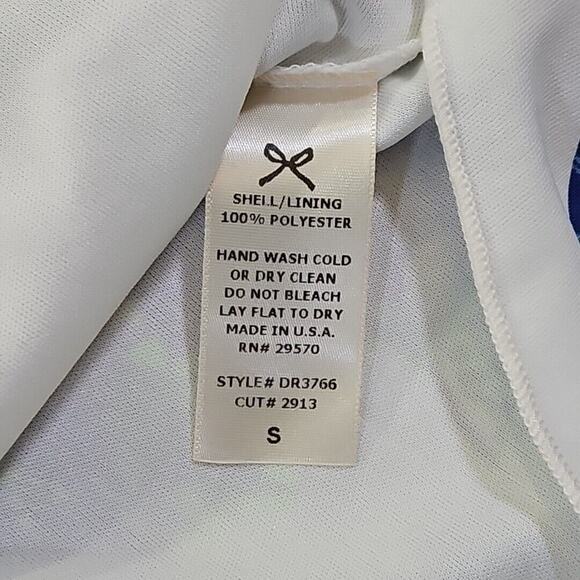 SHELL/LINING
100% POLYESTER
HAND WASH COLD
OR DRY CLEAN
DO NOT BLEACH
LAY FLAT TO DRY
MADE IN U.S.A.
RN# 29570
STYLE# DR3766
CUT# 2913
S